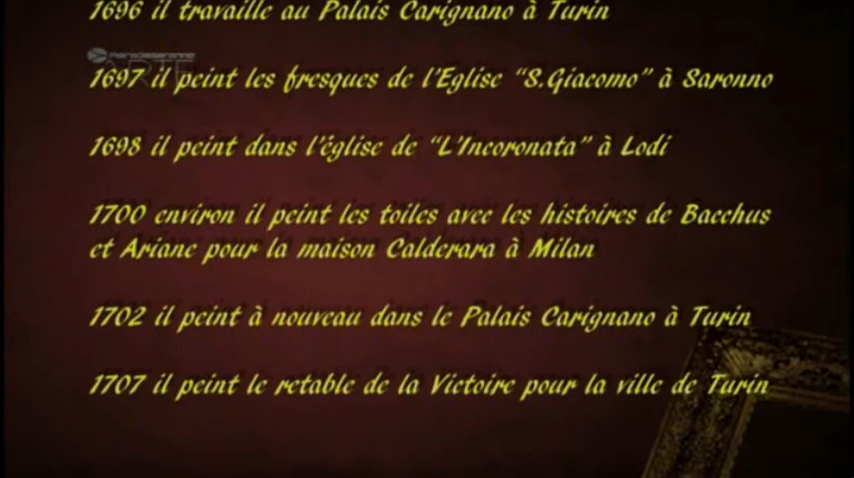 1696 il travaille au Palais Carignano à Turin
ARTE
1697 il peint les fresques de l'Eglise "S.Giacomo" à Saronno
1698 il peint dans l'église de "L'Incoronata" à Lodi
1700 environ il peint les toiles avec les histoires de Bacchus
et Ariane pour la maison Calderara à Milan
1702 il peint à nouveau dans le Palais Carignano à Turin
1707 il peint le retable de la Victoire pour la ville de Turin